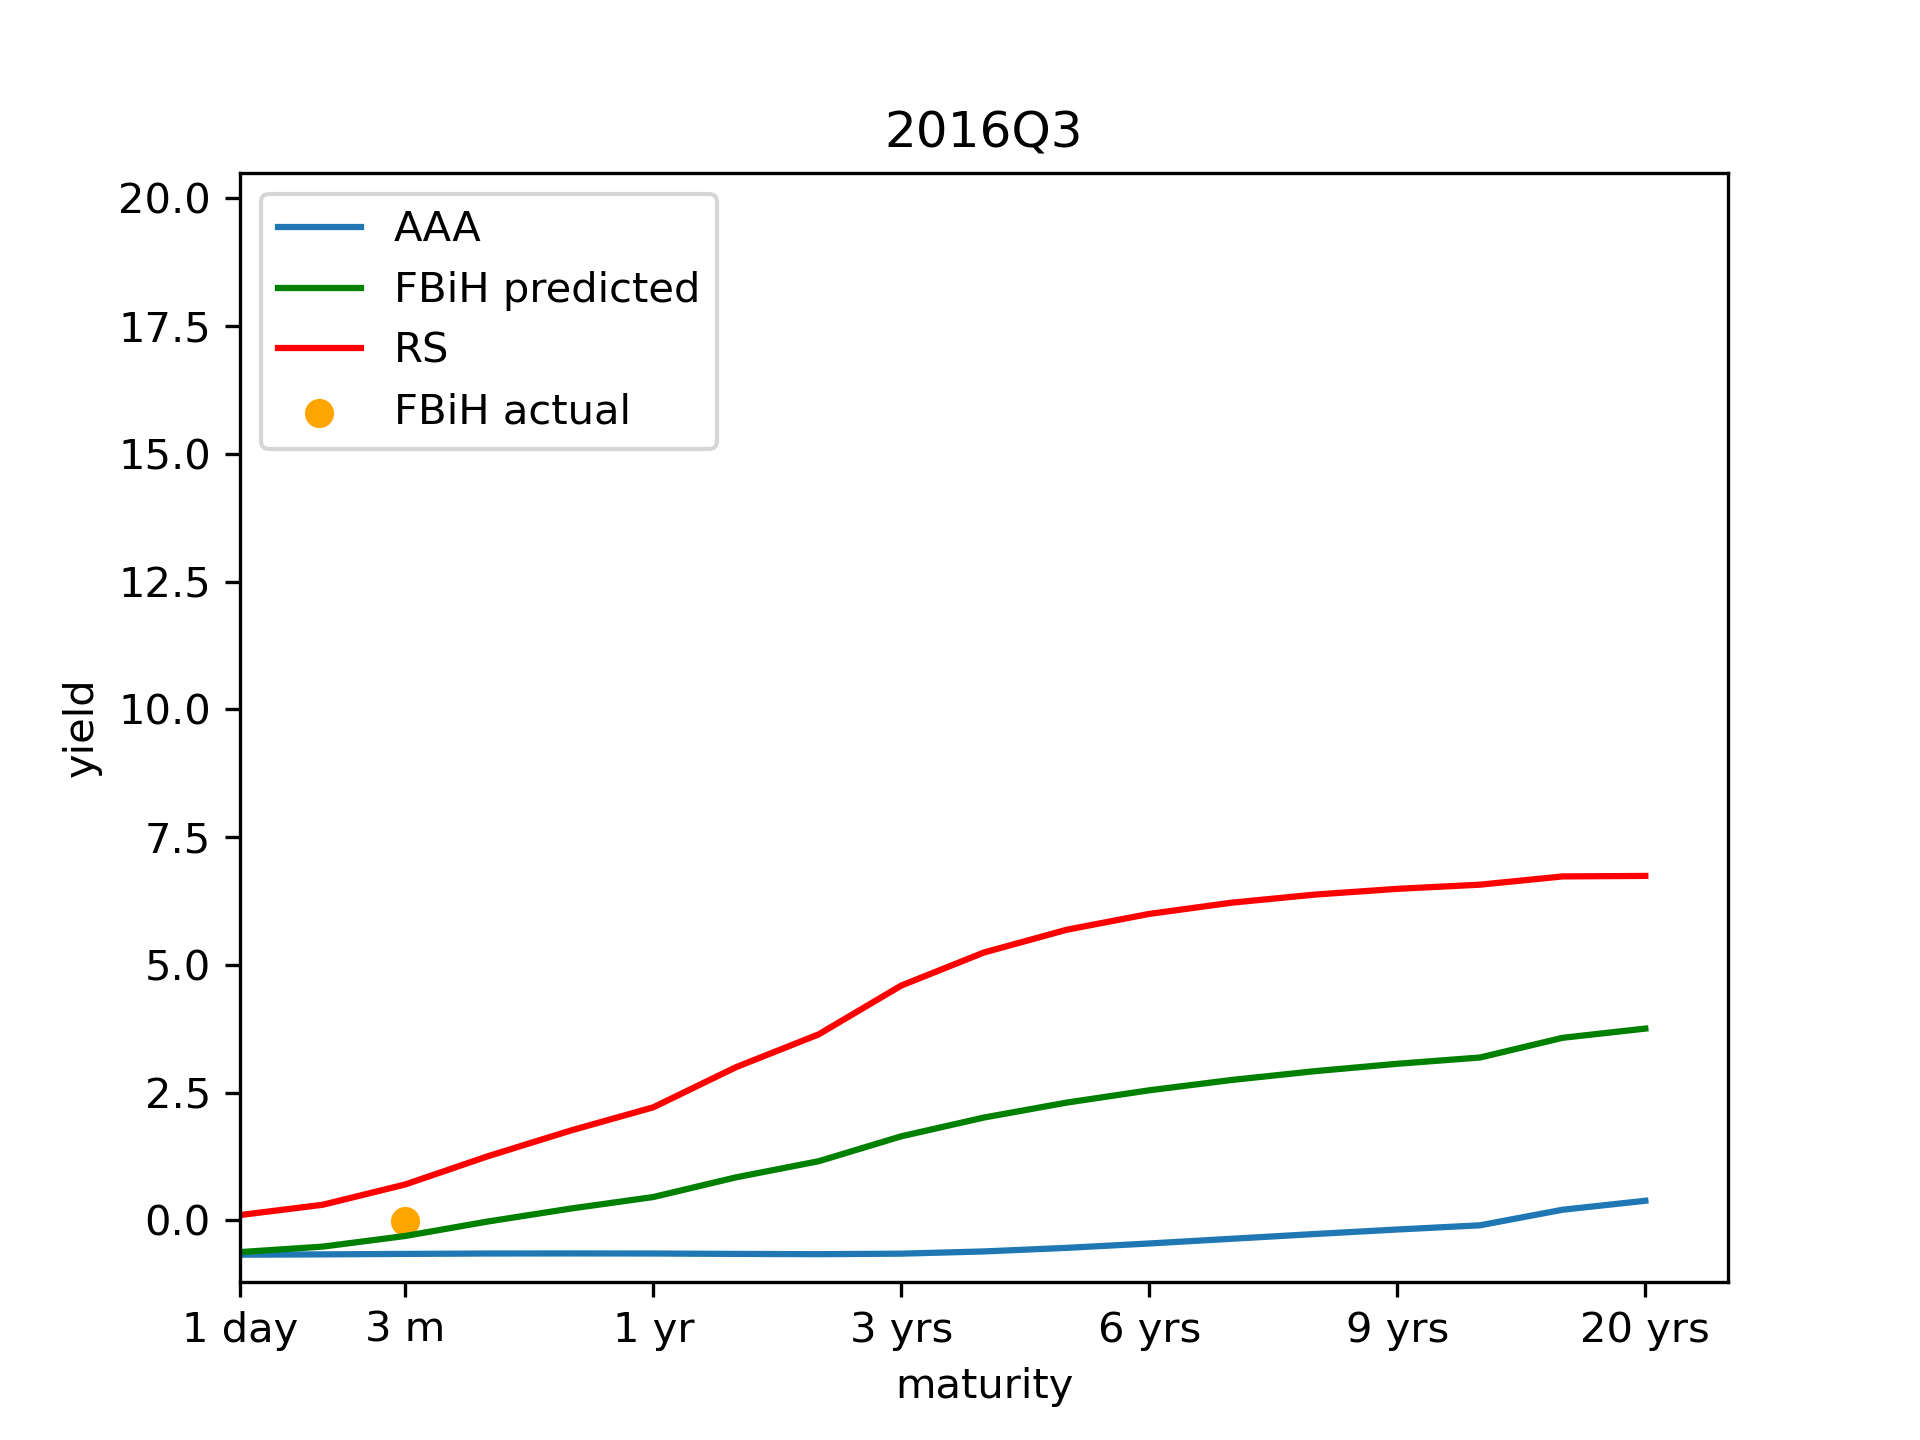 2016Q3
20.0
17.5
15.0
12.5
10.0
7.5
5.0
2.5
0.0
yield
AAA
FBiH predicted
RS
FBiH actual
1 day 3 m 1 yr 3 yrs 6 yrs 9 yrs 20 yrs
maturity